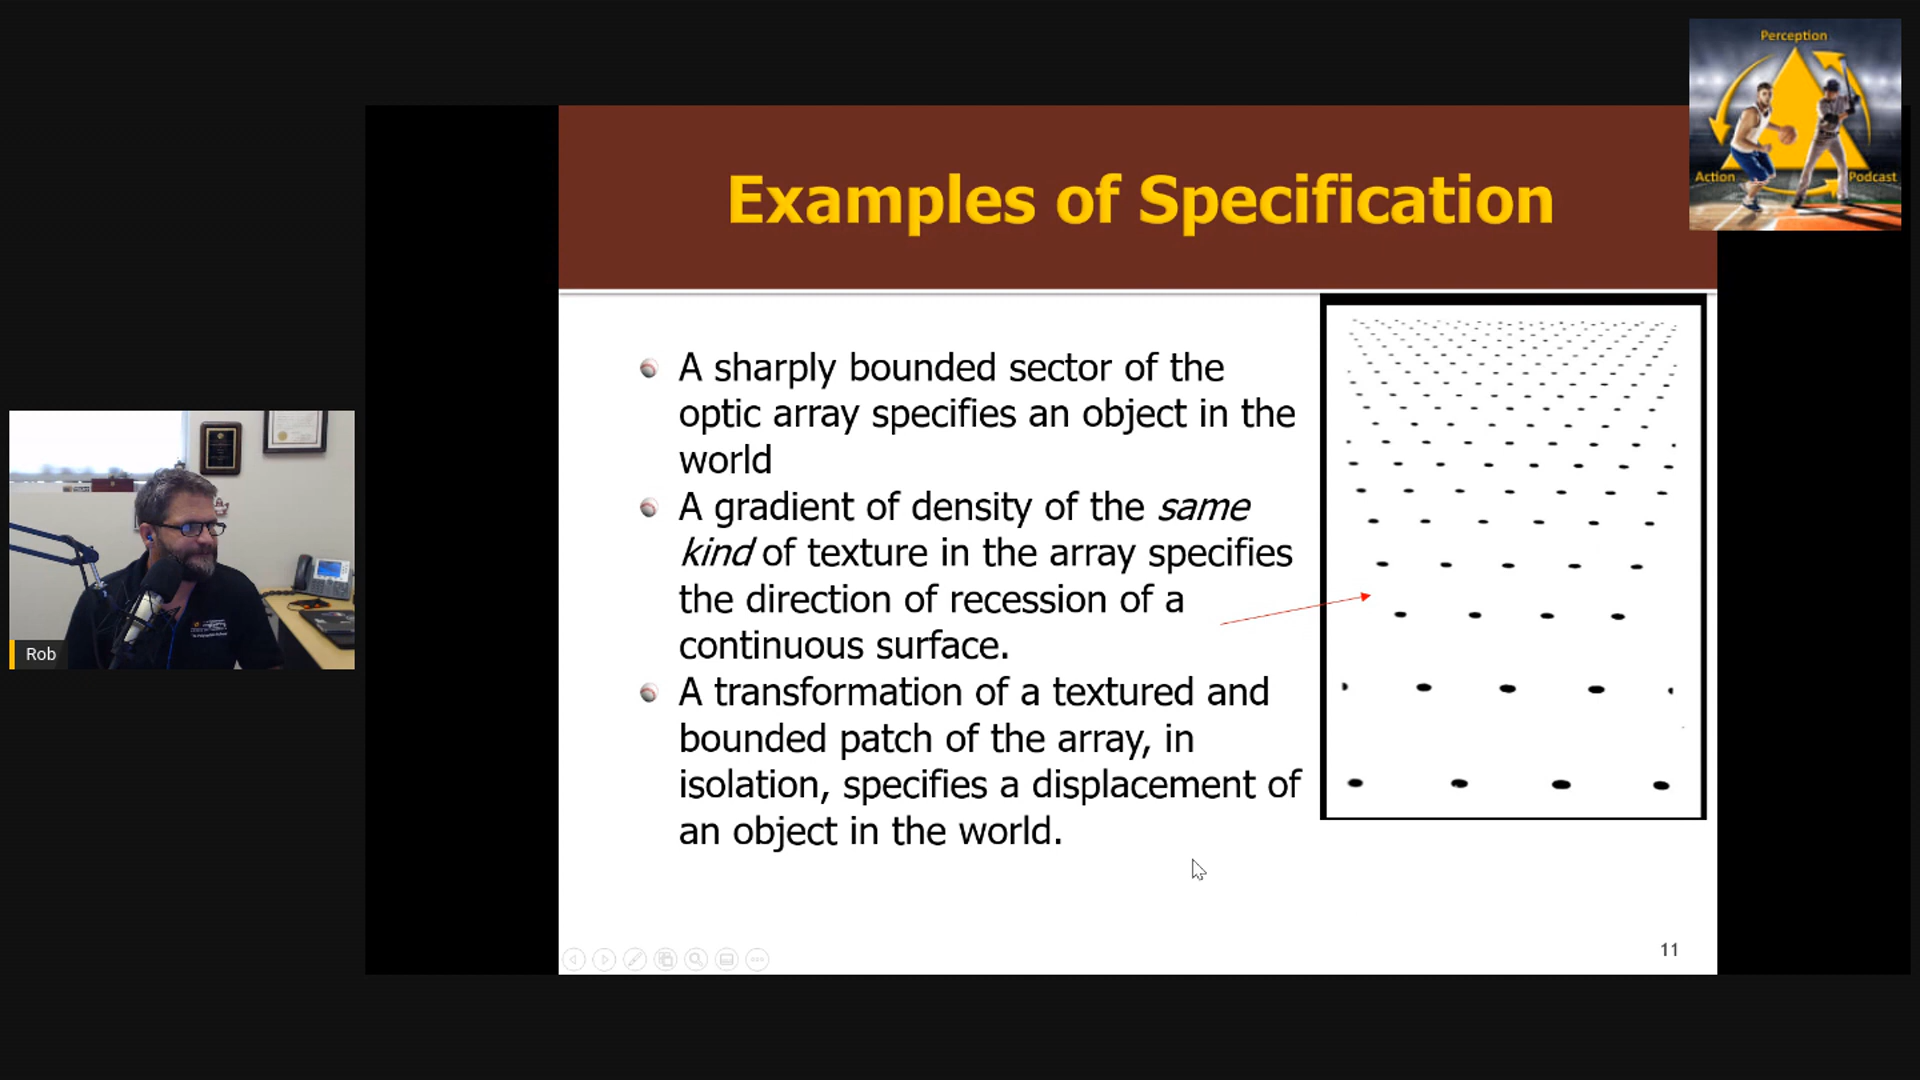 Perception
Action
Podcast
Examples of Specification
A sharply bounded sector of the
optic array specifies an object in the
world
A gradient of density of the same
kind of texture in the array specifies
the direction of recession of a
continuous surface.
A transformation of a textured and
bounded patch of the array, in
isolation, specifies a displacement of
an object in the world.
11
Rob